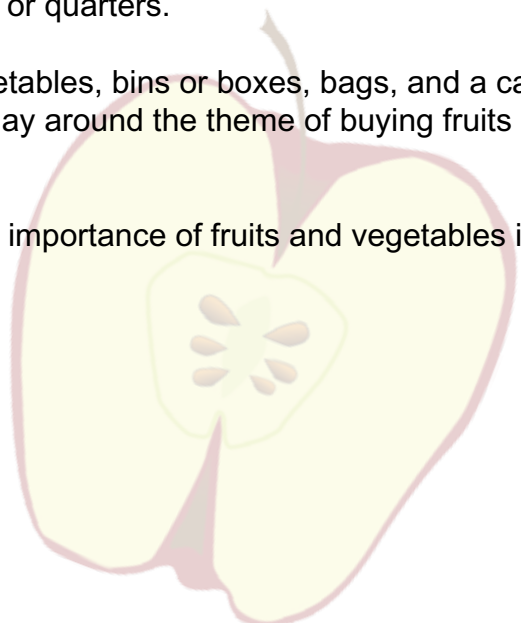 or quarters.
etables, bins or boxes, bags, and a ca
ay around the theme of buying fruits
importance of fruits and vegetables i